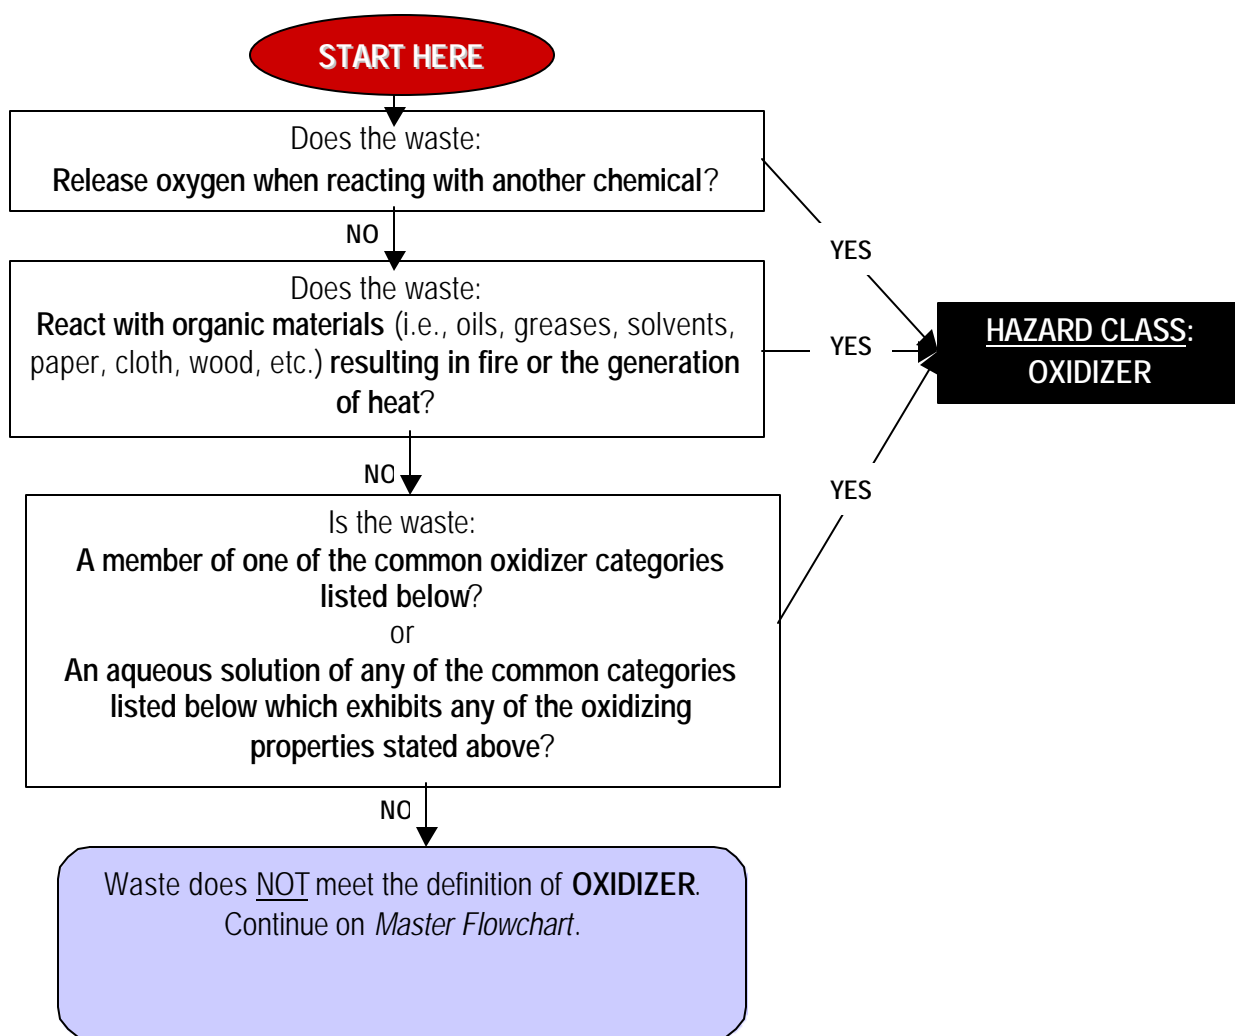 START HERE
Does the waste:
Release oxygen when reacting with another chemical?
NO
YES
Does the waste:
React with organic materials (i.e., oils, greases, solvents,
paper, cloth, wood, etc.) resulting in fire or the generation
of heat?
YES
HAZARD CLASS:
OXIDIZER
NO
YES
Is the waste:
A member of one of the common oxidizer categories
listed below?
or
An aqueous solution of any of the common categories
listed below which exhibits any of the oxidizing
properties stated above?
NO
Waste does NOT meet the definition of OXIDIZER.
Continue on Master Flowchart.